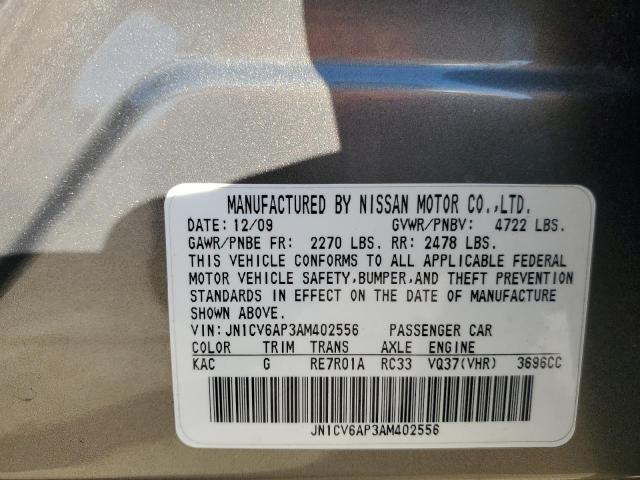 MANUFACTURED BY NISSAN MOTOR CO.,LTD.
DATE: 12/09 GVWR/PNBV: 4722 LBS.
GAWR/PNBE FR: 2270 LBS. RR: 2478 LBS.
THIS VEHICLE CONFORMS TO ALL APPLICABLE FEDERAL
MOTOR VEHICLE SAFETY,BUMPER,AND THEFT PREVENTION
STANDARDS IN EFFECT ON THE DATE OF MANUFACTURE
SHOWN ABOVE.
VIN: JN1CV6AP3AM402556 PASSENGER CAR
COLOR TRIM TRANS AXLE ENGINE
KAC G RE7R01A RC33 VQ37(VHR) 3696CC
JN1CV6AP3AM402556